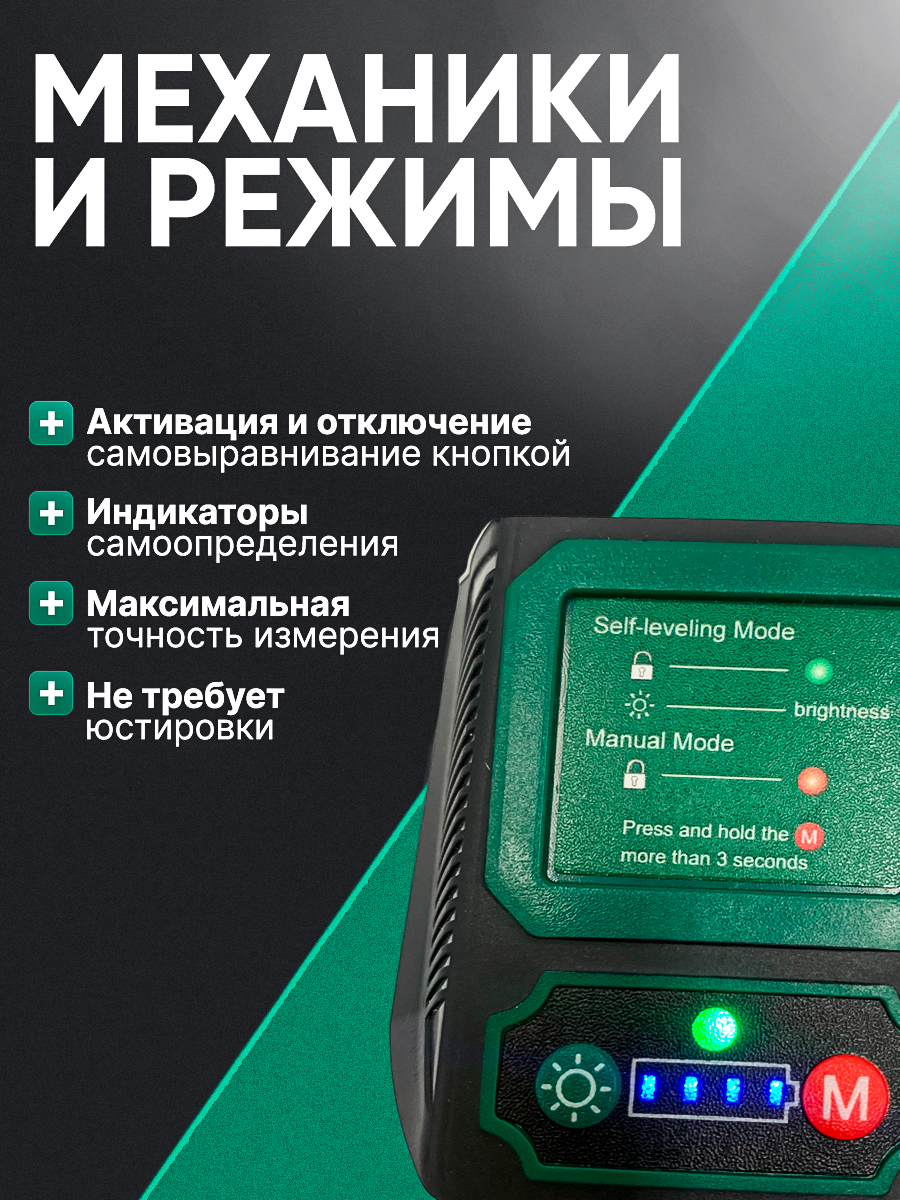 МЕХАНИКИ
И РЕЖИМЫ
Активация и отключение
самовыравнивание кнопкой
Индикаторы
самоопределения
Максимальная
точность измерения
Не требует
юстировки
Self-leveling Mode
brightness
Manual Mode
Press and hold the M
more than 3 seconds
M